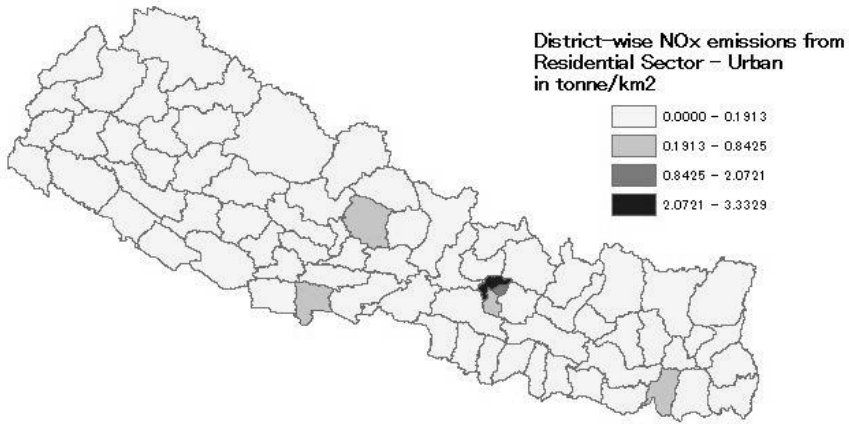 District-wise NOx emissions from
Residential Sector - Urban
in tonne/km2
0.0000 - 0.1913
0.1913 - 0.8425
0.8425 - 2.0721
2.0721 - 3.3329